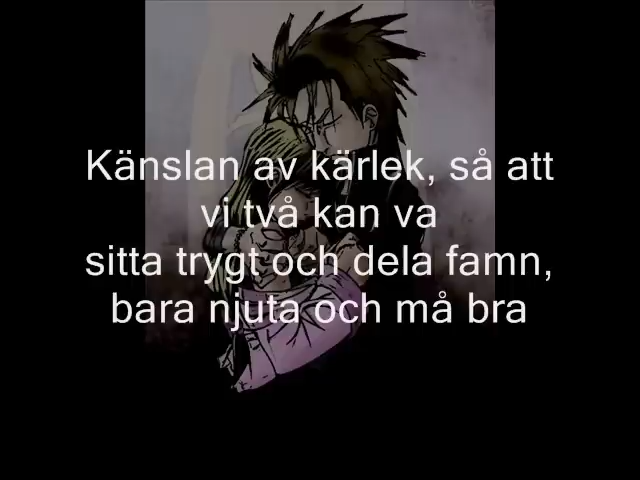 Känslan av kärlek, så att
vi två kan va
sitta trygt och dela famn,
bara njuta och må bra